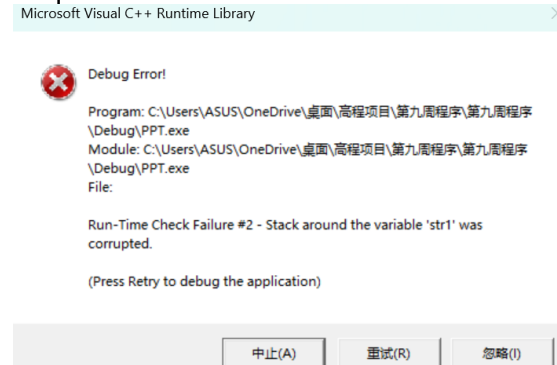 Microsoft Visual C++ Runtime Library
Debug Error!
Program: C:\Users\ASUS\OneDrive\桌面\高程项目\第九周程序\第九周程序
\Debug\PPT.exe
Module: C:\Users\ASUS\OneDrive\桌面\高程项目\第九周程序\第九周程序
\Debug\PPT.exe
File:
Run-Time Check Failure #2 - Stack around the variable 'str1' was
corrupted.
(Press Retry to debug the application)
中止(A) 重试(R) 忽略(I)